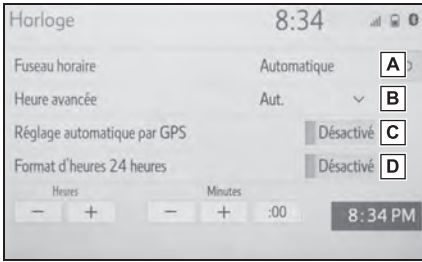 Horloge 8:34
Fuseau horaire Automatique A
Heure avancée Aut. B
Réglage automatique par GPS Désactivé C
Format d'heures 24 heures Désactivé D
Heures Minutes
− + − + :00 8:34 PM